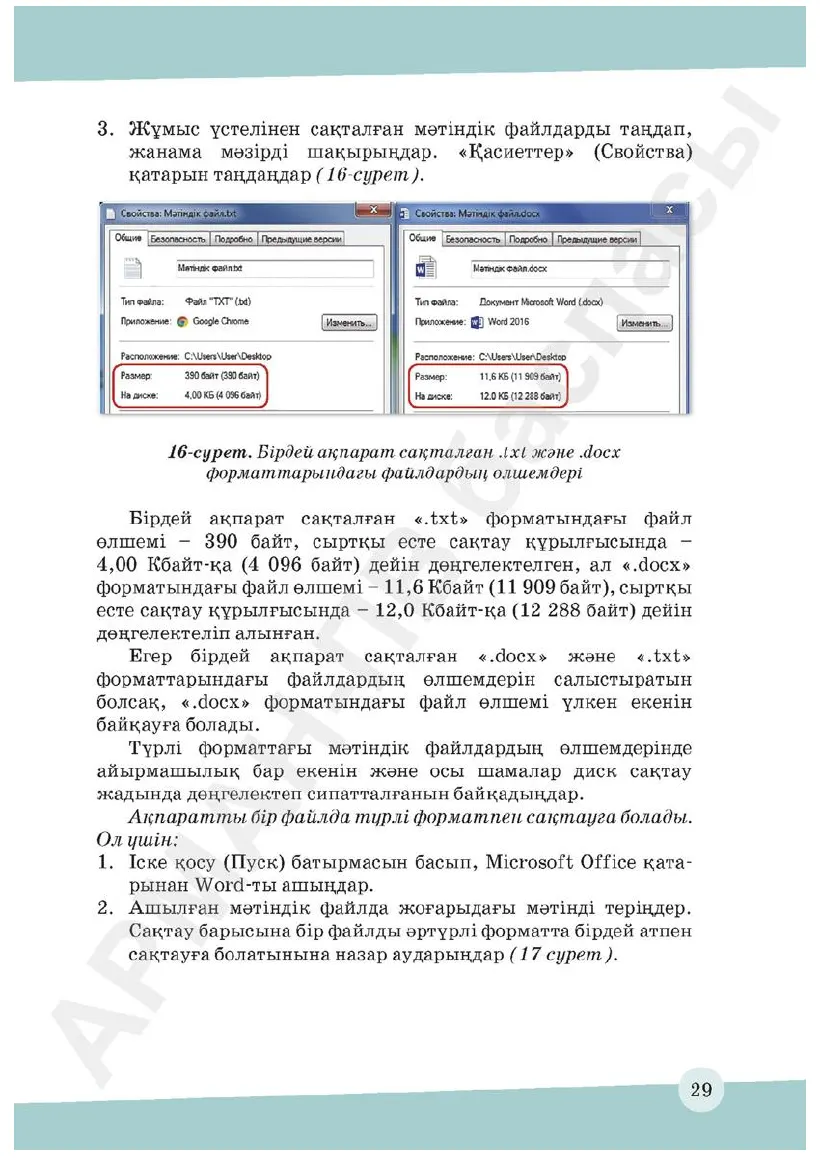 3. Жұмыс үстелінен сақталған мәтіндік файлдарды таңдап,
жанама мәзірді шақырыңдар. «Қасиеттер» (Свойства)
қатарын таңдаңдар (16-сурет).
Свойства: Мәтіндік файл.txt
Общие Безопасность Подробно Предыдущие версии
Мәтіндік файл.txt
Тип файла: Файл "TXT" (.txt)
Приложение: Google Chrome Изменить...
Расположение: C:\Users\User\Desktop
Размер: 390 байт (390 байт)
На диске: 4,00 КБ (4 096 байт)
Свойства: Мәтіндік файл.docx
Общие Безопасность Подробно Предыдущие версии
Мәтіндік файл.docx
Тип файла: Документ Microsoft Word (.docx)
Приложение: Word 2016 Изменить...
Расположение: C:\Users\User\Desktop
Размер: 11,6 КБ (11 909 байт)
На диске: 12,0 КБ (12 288 байт)
16-сурет. Бірдей ақпарат сақталған .txt және .docx
форматтарындағы файлдардың өлшемдері
Бірдей ақпарат сақталған «.txt» форматындағы файл
өлшемі – 390 байт, сыртқы есте сақтау құрылғысында –
4,00 Кбайт-қа (4 096 байт) дейін дөңгелектелген, ал «.docx»
форматындағы файл өлшемі – 11,6 Кбайт (11 909 байт), сыртқы
есте сақтау құрылғысында – 12,0 Кбайт-қа (12 288 байт) дейін
дөңгелектеліп алынған.
Егер бірдей ақпарат сақталған «.docx» және «.txt»
форматтарындағы файлдардың өлшемдерін салыстыратын
болсақ, «.docx» форматындағы файл өлшемі үлкен екенін
байқауға болады.
Түрлі форматтағы мәтіндік файлдардың өлшемдерінде
айырмашылық бар екенін және осы шамалар диск сақтау
жадында дөңгелектеп сипатталғанын байқадыңдар.
Ақпаратты бір файлда түрлі форматпен сақтауға болады.
Ол үшін:
1. Іске қосу (Пуск) батырмасын басып, Microsoft Office қата-
рынан Word-ты ашыңдар.
2. Ашылған мәтіндік файлда жоғарыдағы мәтінді теріңдер.
Сақтау барысына бір файлды әртүрлі форматта бірдей атпен
сақтауға болатынына назар аударыңдар (17 сурет).
29
АРМАН-ПВ баспасы